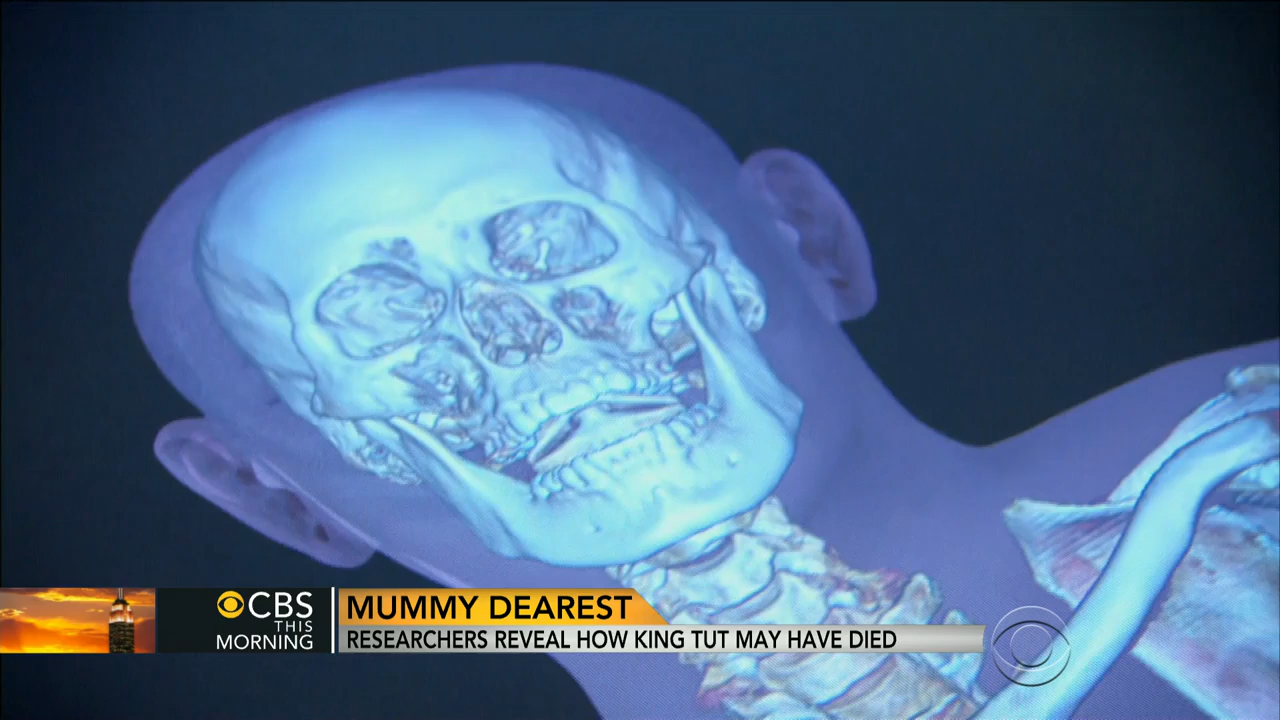 CBS
THIS
MORNING
MUMMY DEAREST
RESEARCHERS REVEAL HOW KING TUT MAY HAVE DIED